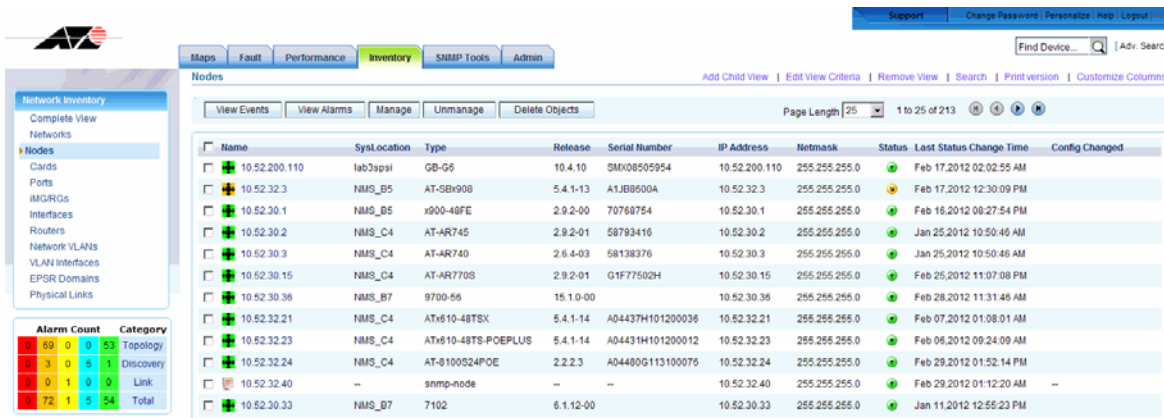 Support Change Password | Personalize | Help | Logout
Find Device... [ Adv. Searc
Maps Fault Performance Inventory SNMP Tools Admin
Nodes
Add Child View | Edit View Criteria | Remove View | Search | Print version | Customize Columns
Network Inventory
Complete View
Networks
Nodes
Cards
Ports
iMG/RGs
Interfaces
Routers
Network VLANs
VLAN Interfaces
EPSR Domains
Physical Links
View Events View Alarms Manage Unmanage Delete Objects
Page Length 25 1 to 25 of 213
Name SysLocation Type Release Serial Number IP Address Netmask Status Last Status Change Time Config Changed
10.52.200.110 lab3spsi GB-G6 10.4.10 SMX08505954 10.52.200.110 255.255.255.0 Feb 17,2012 02:02:55 AM
10.52.32.3 NMS_B5 AT-SBx908 5.4.1-13 A1JB8600A 10.52.32.3 255.255.255.0 Feb 17,2012 12:30:09 PM
10.52.30.1 NMS_B5 x900-48FE 2.9.2-00 70768754 10.52.30.1 255.255.255.0 Feb 16,2012 08:27:54 PM
10.52.30.2 NMS_C4 AT-AR745 2.9.2-01 58793416 10.52.30.2 255.255.255.0 Jan 25,2012 10:50:46 AM
10.52.30.3 NMS_C4 AT-AR740 2.6.4-03 58138376 10.52.30.3 255.255.255.0 Jan 25,2012 10:50:46 AM
10.52.30.15 NMS_C4 AT-AR770S 2.9.2-01 G1F77502H 10.52.30.15 255.255.255.0 Feb 25,2012 11:07:08 PM
10.52.30.36 NMS_B7 9700-56 15.1.0-00 10.52.30.36 255.255.255.0 Feb 28,2012 11:31:46 AM
10.52.32.21 NMS_C4 ATx610-48TSX 5.4.1-14 A04437H101200036 10.52.32.21 255.255.255.0 Feb 07,2012 01:08:01 AM
10.52.32.23 NMS_C4 ATx610-48TS-POEPLUS 5.4.1-14 A04431H101200012 10.52.32.23 255.255.255.0 Feb 06,2012 09:24:09 AM
10.52.32.24 NMS_C4 AT-8100S24POE 2.2.2.3 A04480G113100076 10.52.32.24 255.255.255.0 Feb 29,2012 01:52:14 PM
10.52.32.40 -- snmp-node -- -- 10.52.32.40 255.255.255.0 Feb 29,2012 01:12:20 AM --
10.52.30.33 NMS_B7 7102 6.1.12-00 10.52.30.33 255.255.255.0 Jan 11,2012 12:55:23 PM
Alarm Count Category
0 69 0 0 53 Topology
0 3 0 5 1 Discovery
0 0 1 0 0 Link
0 72 1 5 54 Total